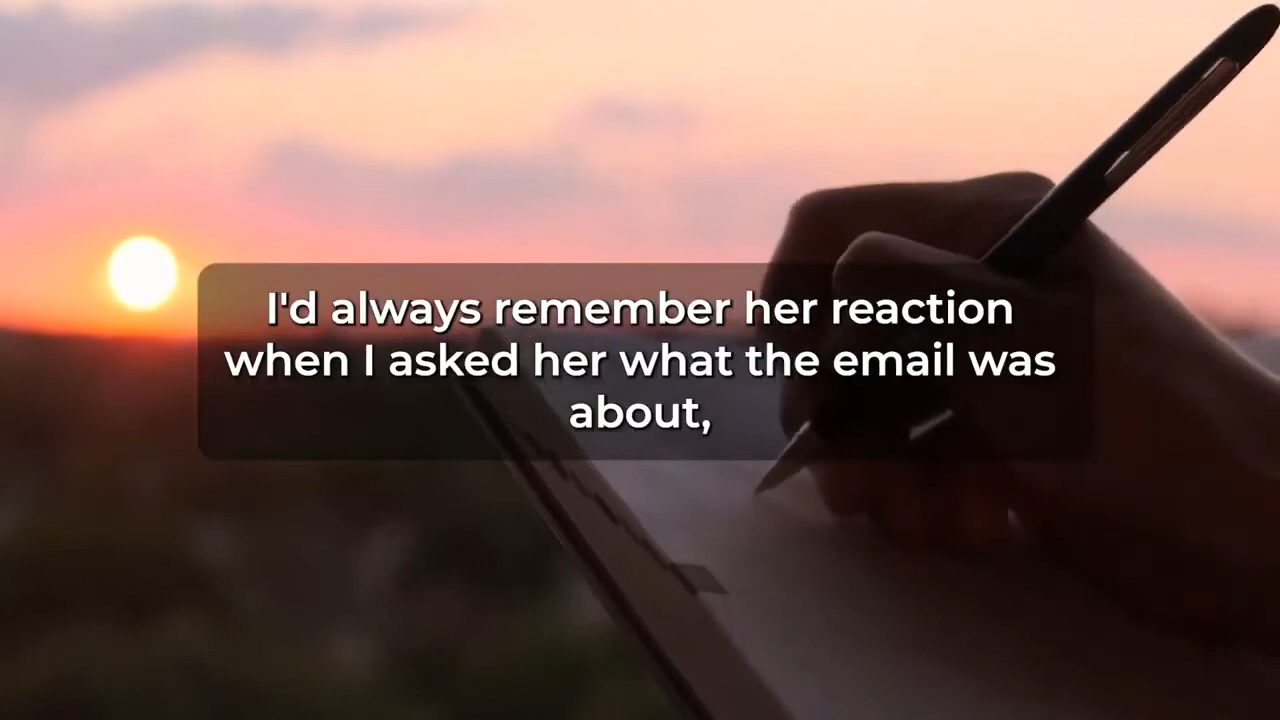 I'd always remember her reaction
when I asked her what the email was
about,